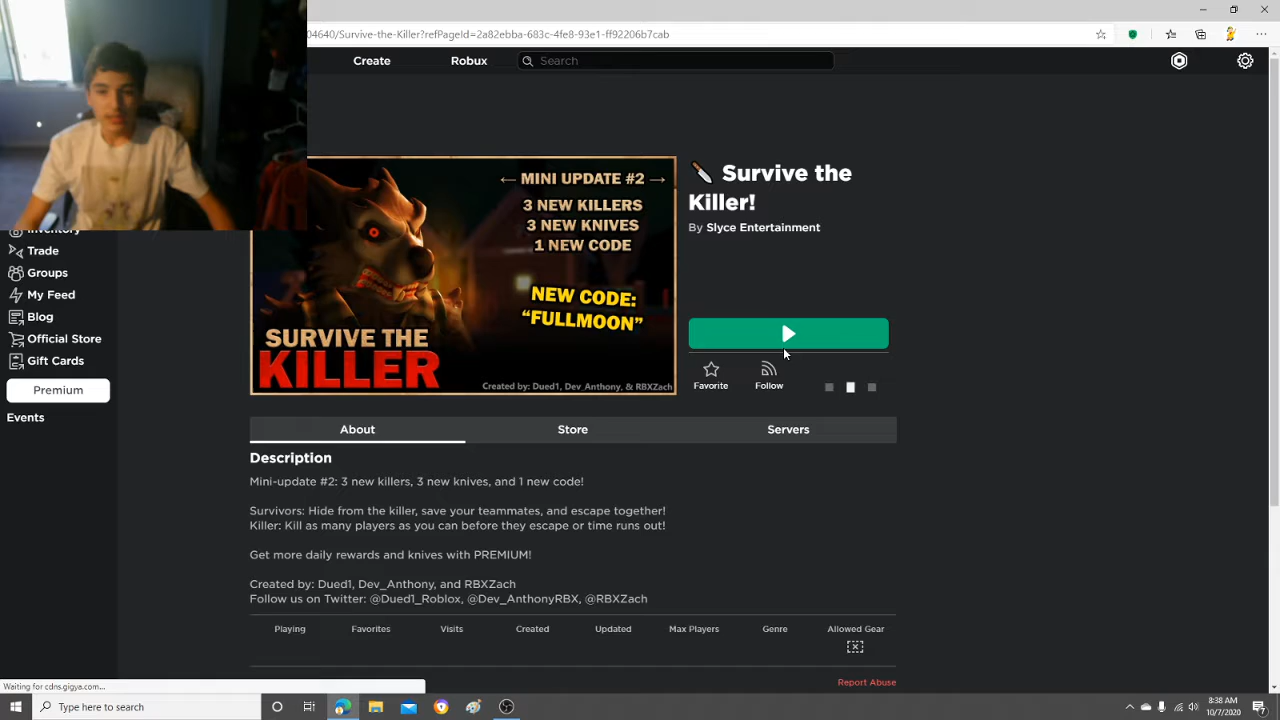 04640/Survive-the-Killer?refPageId=2a82ebba-683c-4fe8-93e1-ff92206b7cab
Create
Robux
Search
Inventory
Trade
Groups
My Feed
Blog
Official Store
Gift Cards
Premium
Events
← MINI UPDATE #2 →
3 NEW KILLERS
3 NEW KNIVES
1 NEW CODE
NEW CODE:
“FULLMOON”
SURVIVE THE
KILLER
Created by: Dued1, Dev_Anthony, & RBXZach
🔪 Survive the
Killer!
By Slyce Entertainment
Favorite
Follow
About
Store
Servers
Description
Mini-update #2: 3 new killers, 3 new knives, and 1 new code!
Survivors: Hide from the killer, save your teammates, and escape together!
Killer: Kill as many players as you can before they escape or time runs out!
Get more daily rewards and knives with PREMIUM!
Created by: Dued1, Dev_Anthony, and RBXZach
Follow us on Twitter: @Dued1_Roblox, @Dev_AnthonyRBX, @RBXZach
Playing
Favorites
Visits
Created
Updated
Max Players
Genre
Allowed Gear
Report Abuse
Waiting for cdns.gigya.com...
Type here to search
8:38 AM
10/7/2020